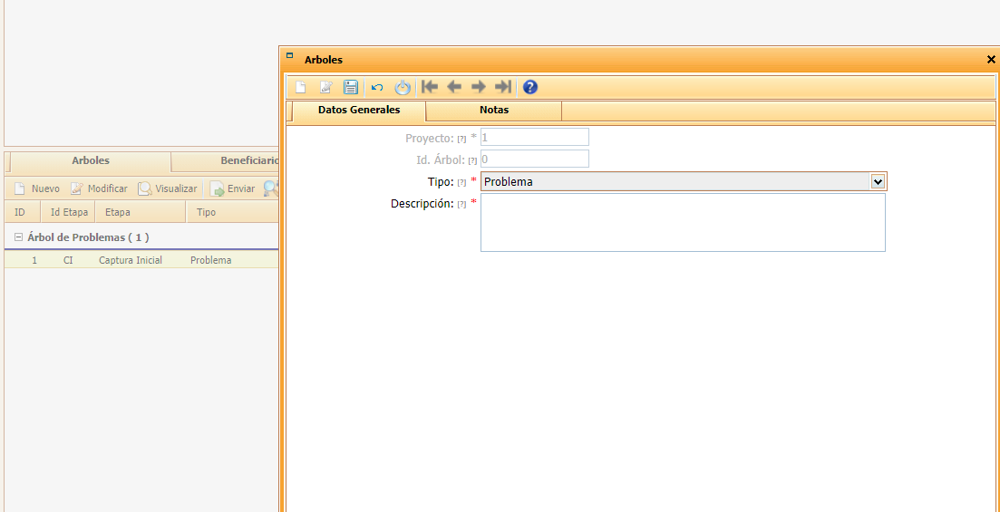 Arboles
Datos Generales Notas
Proyecto: [?] * 1
Id. Árbol: [?] 0
Tipo: [?] * Problema
Descripción: [?] *
Arboles Beneficiario
Nuevo Modificar Visualizar Enviar
ID Id Etapa Etapa Tipo
Árbol de Problemas ( 1 )
1 CI Captura Inicial Problema